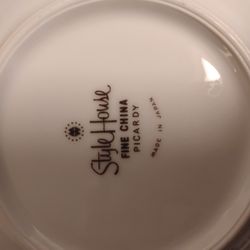 Style House
FINE CHINA
PICARDY
MADE IN JAPAN